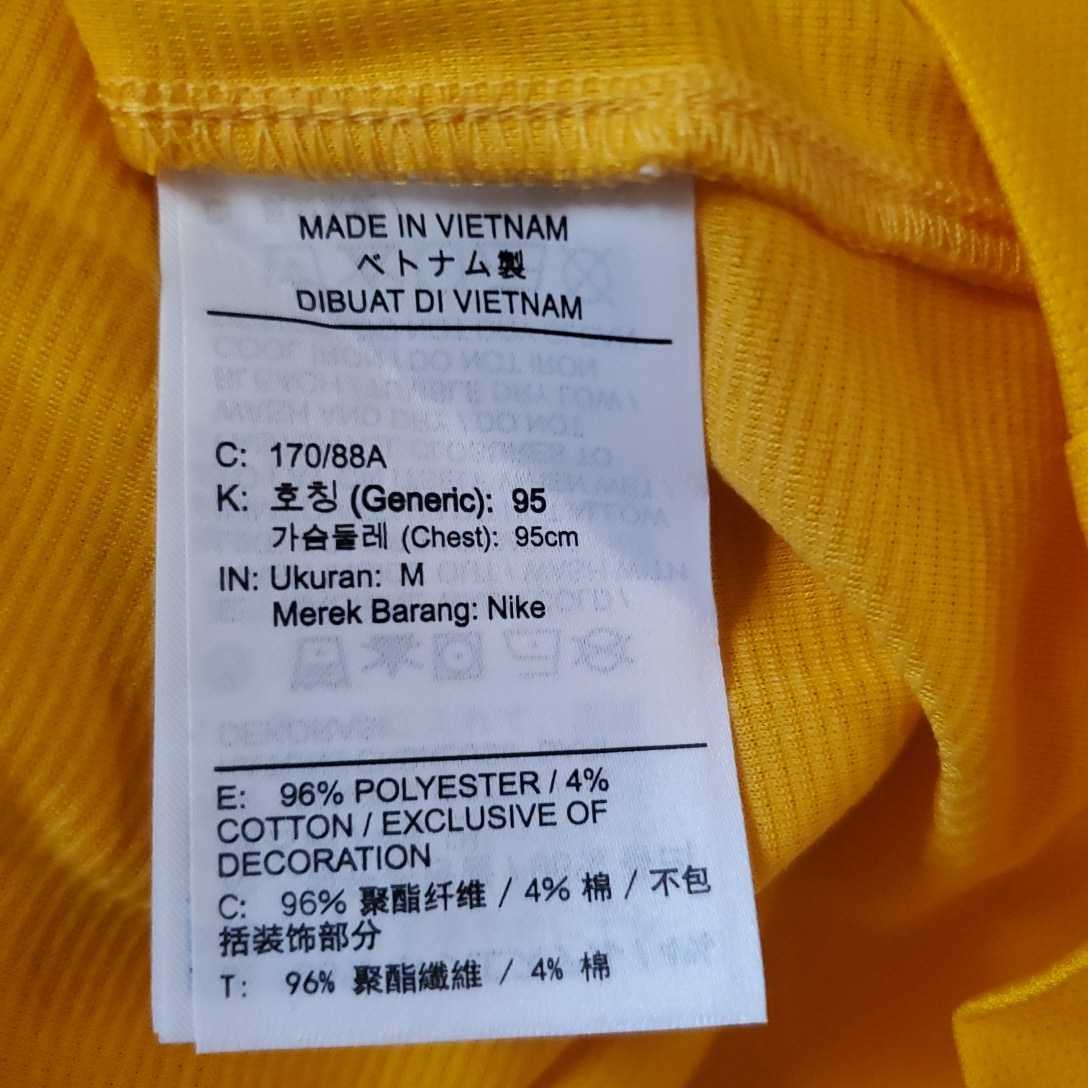 MADE IN VIETNAM
ベトナム製
DIBUAT DI VIETNAM
C: 170/88A
K: 호칭 (Generic): 95
가슴둘레 (Chest): 95cm
IN: Ukuran: M
Merek Barang: Nike
E: 96% POLYESTER / 4%
COTTON / EXCLUSIVE OF
DECORATION
C: 96% 聚酯纤维 / 4% 棉 / 不包
括装饰部分
T: 96% 聚酯纖維 / 4% 棉